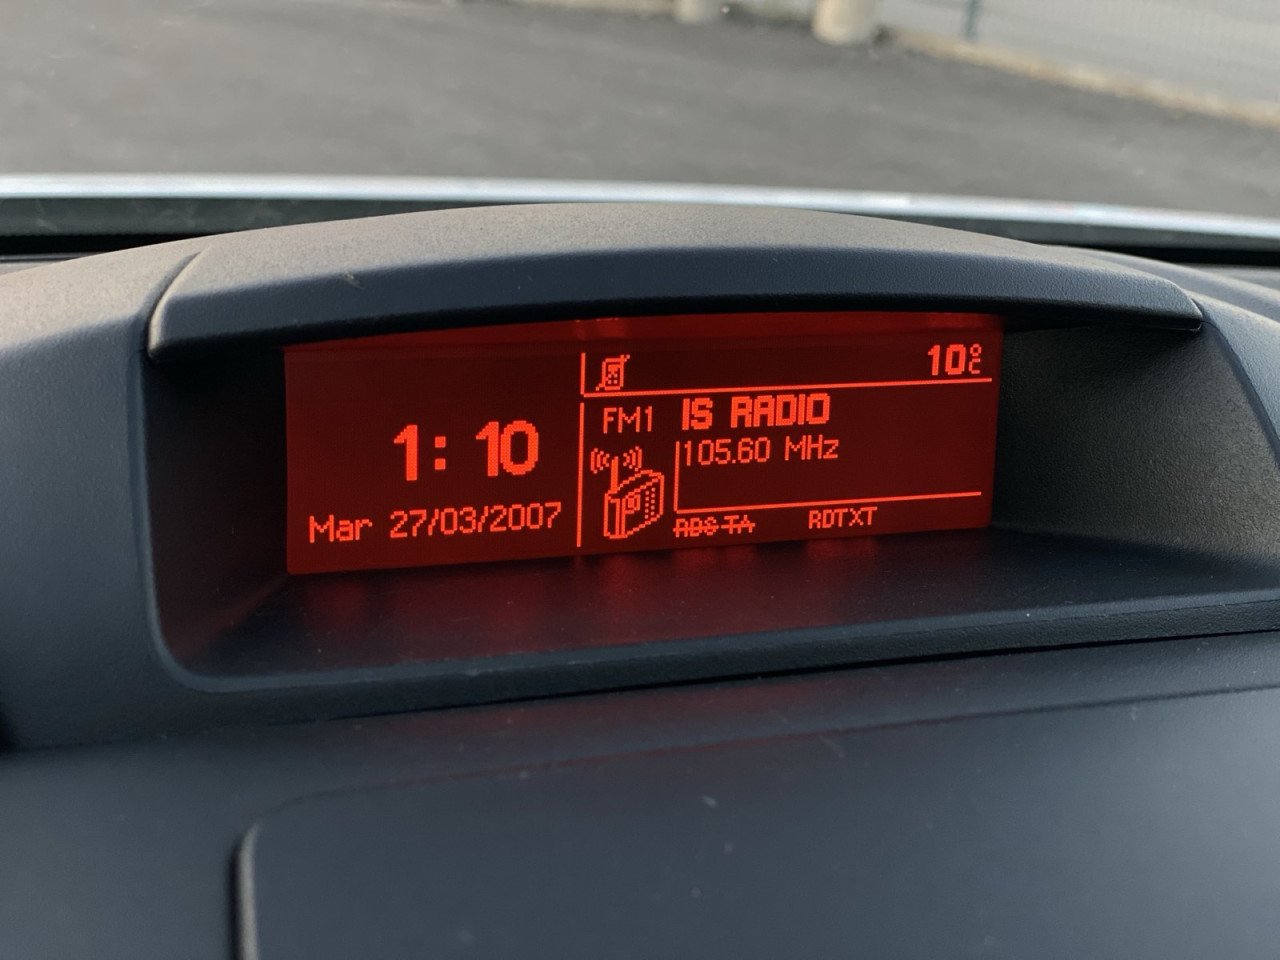 1:10
Mar 27/03/2007
10°C
FM1 IS RADIO
105.60 MHz
RDS TA RDTXT